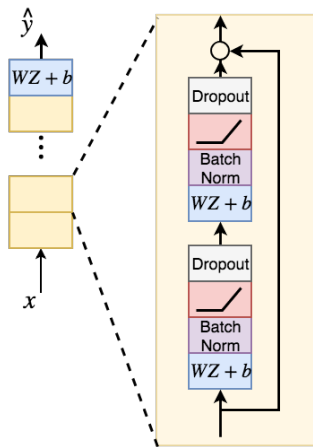 ŷ
WZ + b
x
Dropout
Batch
Norm
WZ + b
Dropout
Batch
Norm
WZ + b